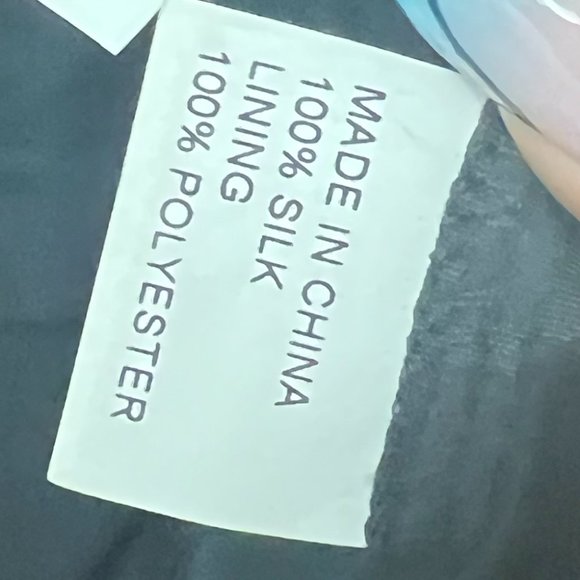 MADE IN CHINA
100% SILK
LINING
100% POLYESTER